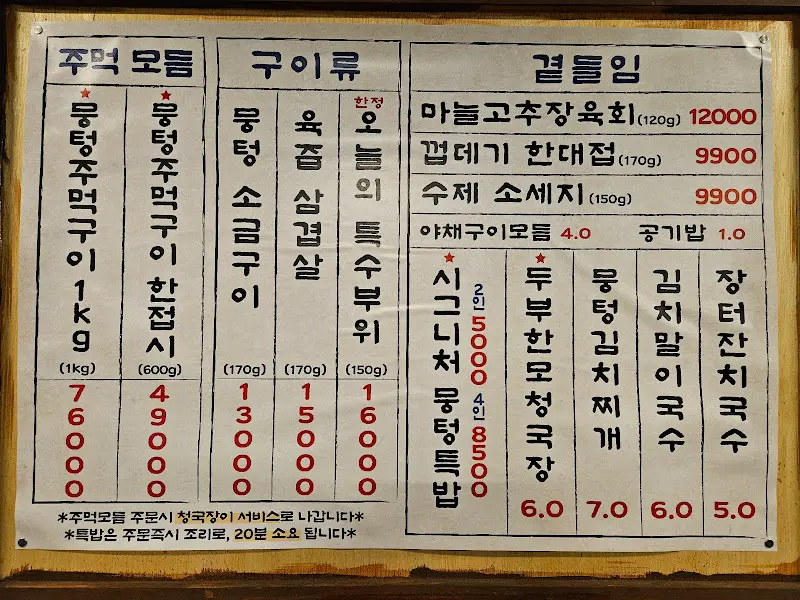 주먹 모듬
★
뭉텅주먹구이1kg
(1kg)
76000
★
뭉텅주먹구이 한접시
(600g)
49000
구이류
뭉텅 소금구이
(170g)
13000
육즙 삼겹살
(170g)
15000
한정
오늘의 특수부위
(150g)
16000
곁들임
마늘고추장육회(120g) 12000
껍데기 한대접(170g) 9900
수제 소세지(150g) 9900
야채구이모듬 4.0 공기밥 1.0
★
시그니처 뭉텅특밥
2인 5000
4인 8500
★
두부한모청국장
6.0
뭉텅김치찌개
7.0
김치말이국수
6.0
장터잔치국수
5.0
*주먹모듬 주문시 청국장이 서비스로 나갑니다*
*특밥은 주문즉시 조리로, 20분 소요 됩니다*